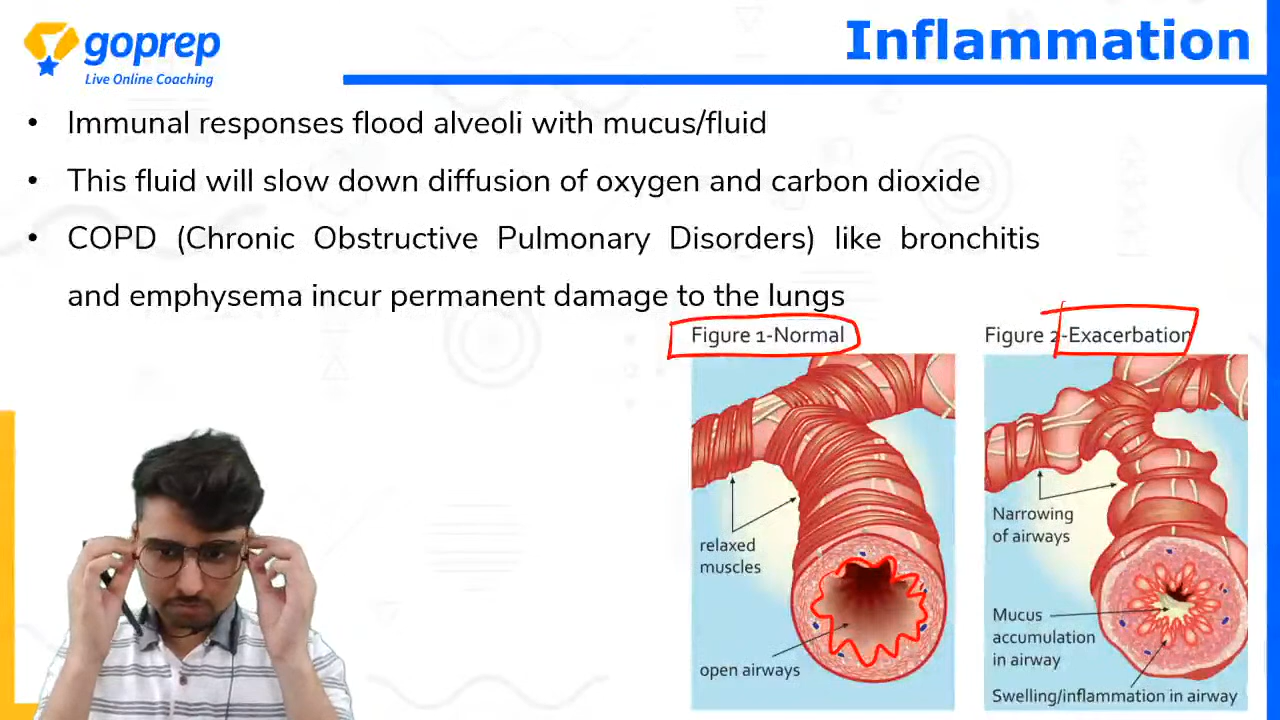 goprep
Live Online Coaching
Inflammation
• Immunal responses flood alveoli with mucus/fluid
• This fluid will slow down diffusion of oxygen and carbon dioxide
• COPD (Chronic Obstructive Pulmonary Disorders) like bronchitis
and emphysema incur permanent damage to the lungs
Figure 1-Normal
relaxed
muscles
open airways
Figure 2-Exacerbation
Narrowing
of airways
Mucus
accumulation
in airway
Swelling/inflammation in airway